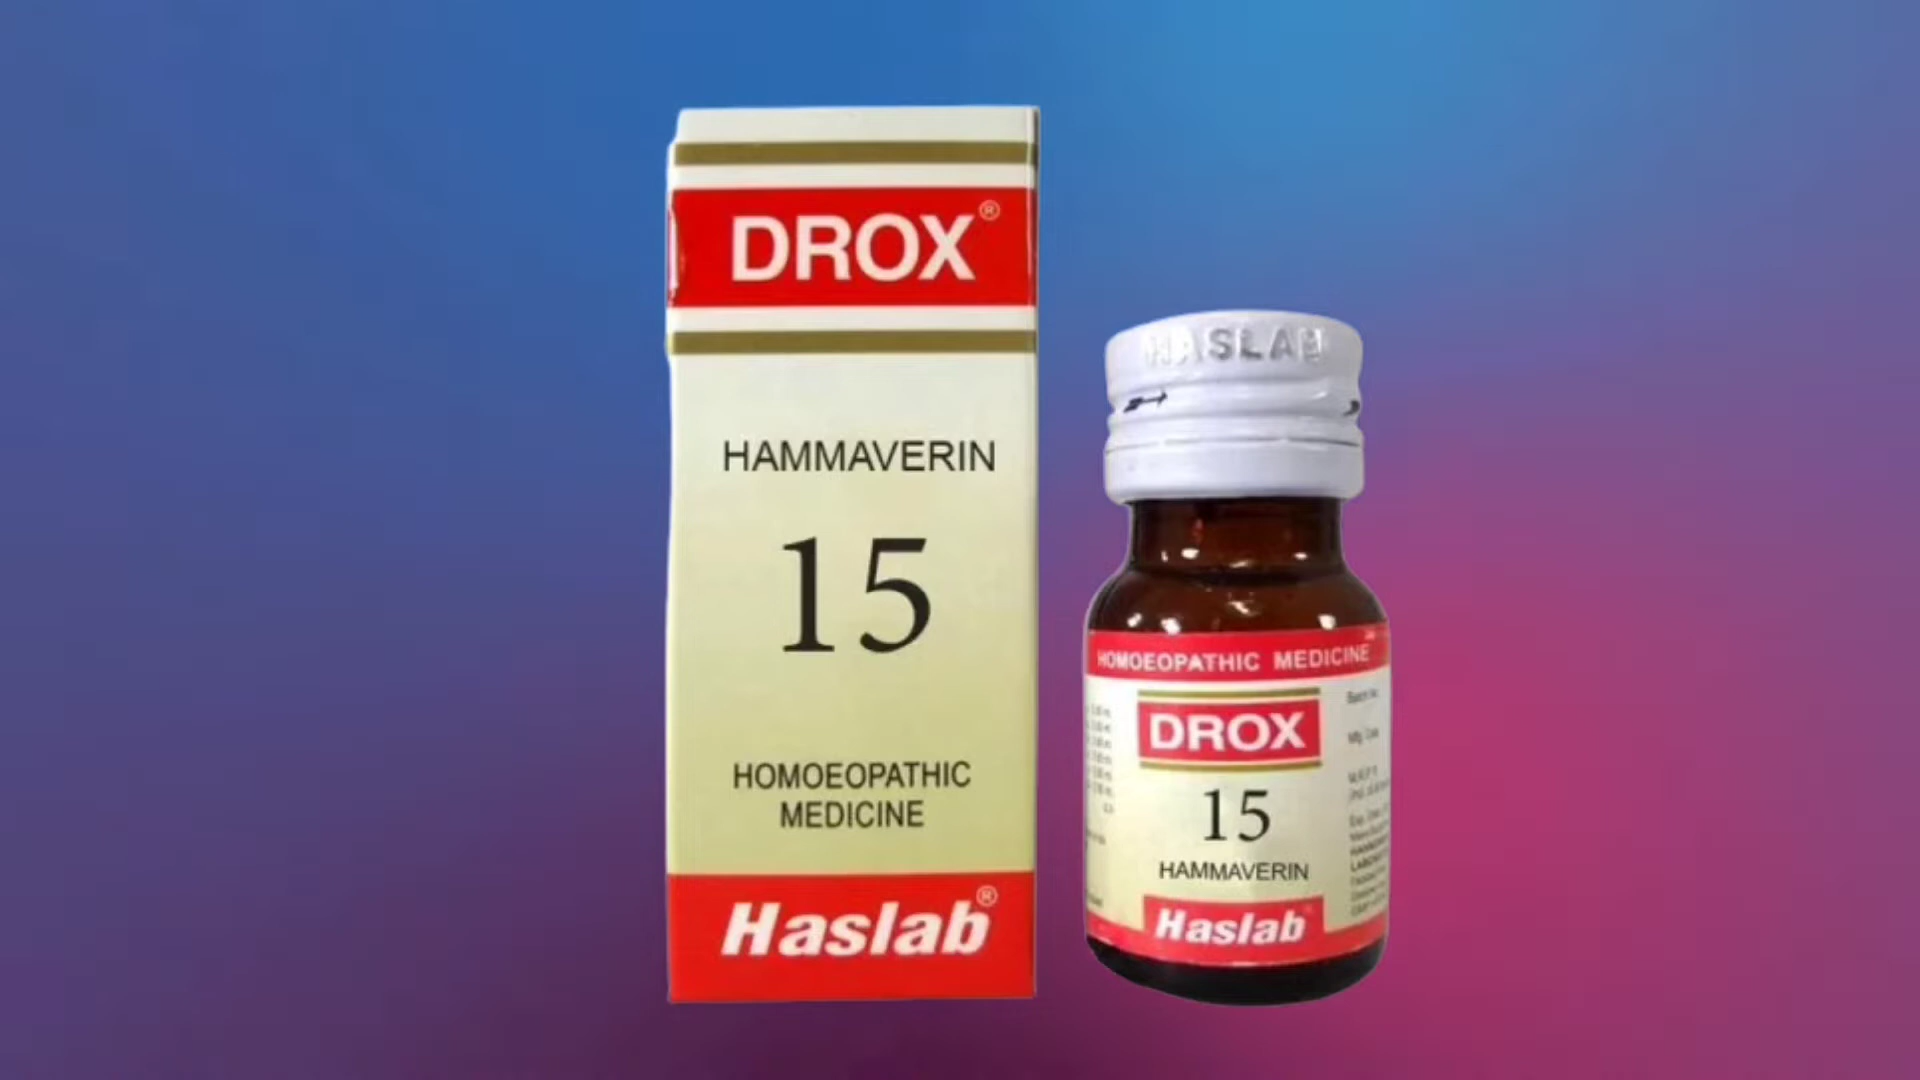 DROX®
HAMMAVERIN
15
HOMOEOPATHIC
MEDICINE
Haslab®
HASLAB
HOMOEOPATHIC MEDICINE
DROX
15
HAMMAVERIN
Haslab